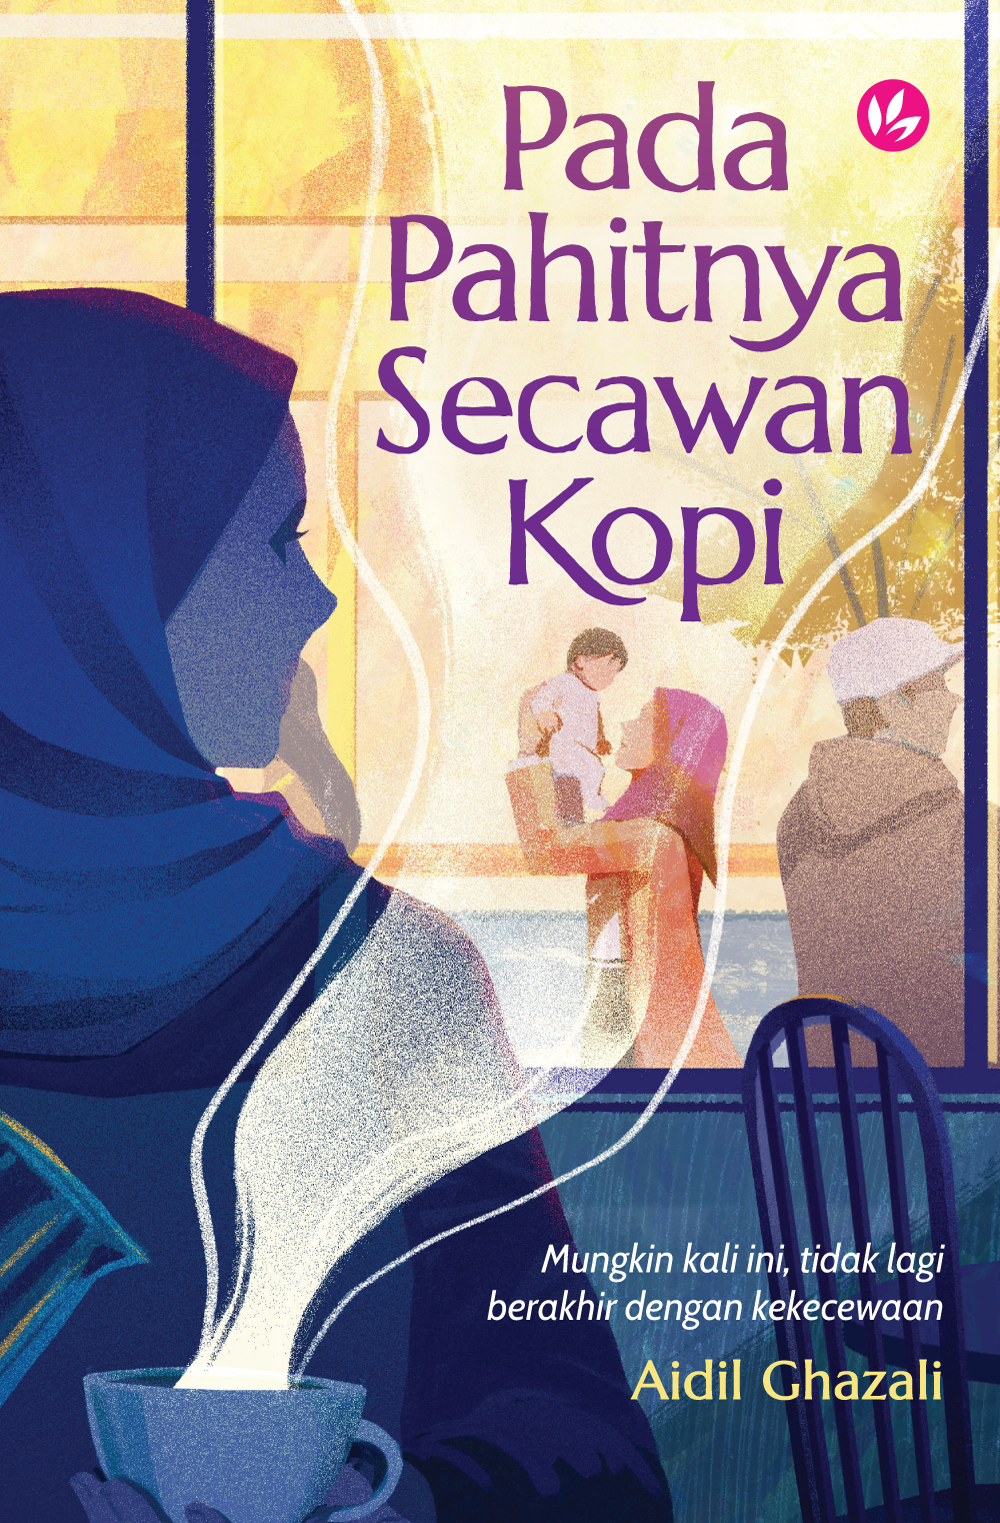 Pada
Pahitnya
Secawan
Kopi
Mungkin kali ini, tidak lagi
berakhir dengan kekecewaan
Aidil Ghazali